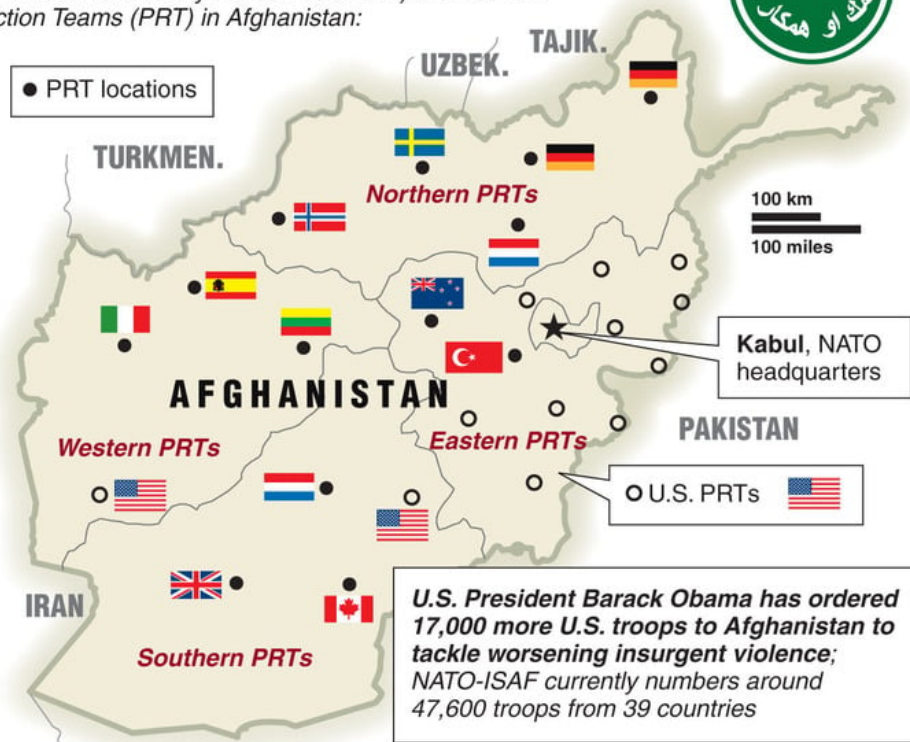 ction Teams (PRT) in Afghanistan:
او همکار
● PRT locations
UZBEK.
TAJIK.
TURKMEN.
Northern PRTs
100 km
100 miles
Kabul, NATO
headquarters
AFGHANISTAN
Western PRTs
Eastern PRTs
PAKISTAN
U.S. PRTs
IRAN
Southern PRTs
U.S. President Barack Obama has ordered
17,000 more U.S. troops to Afghanistan to
tackle worsening insurgent violence;
NATO-ISAF currently numbers around
47,600 troops from 39 countries